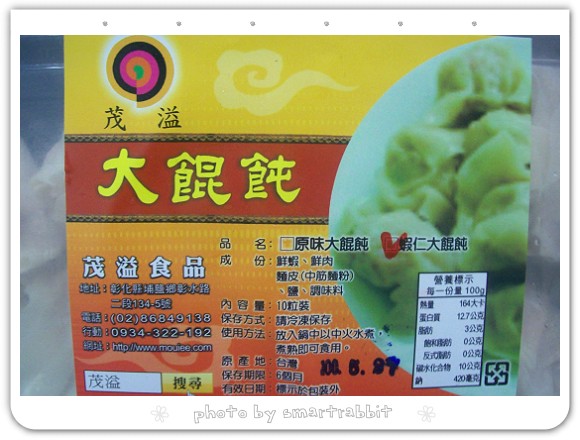 茂溢
大餛飩
品名：□原味大餛飩 □蝦仁大餛飩
成份：鮮蝦、鮮肉
麵皮(中筋麵粉)
、鹽、調味料
內容量：10粒裝
保存方式：請冷凍保存
使用方法：放入鍋中以中火水煮，
煮熟即可食用。
原產地：台灣
保存期限：6個月
有效日期：標示於包裝外
茂溢食品
地址：彰化縣埔鹽鄉彰水路
二段134-5號
電話：(02)86849138
行動：0934-322-192
網址：http://www.mouiee.com
茂溢 搜尋
營養標示
每一份量 100g
熱量 164大卡
蛋白質 12.7公克
脂肪 3公克
飽和脂肪 0公克
反式脂肪 0公克
碳水化合物 10公克
鈉 420毫克
photo by smartrabbit